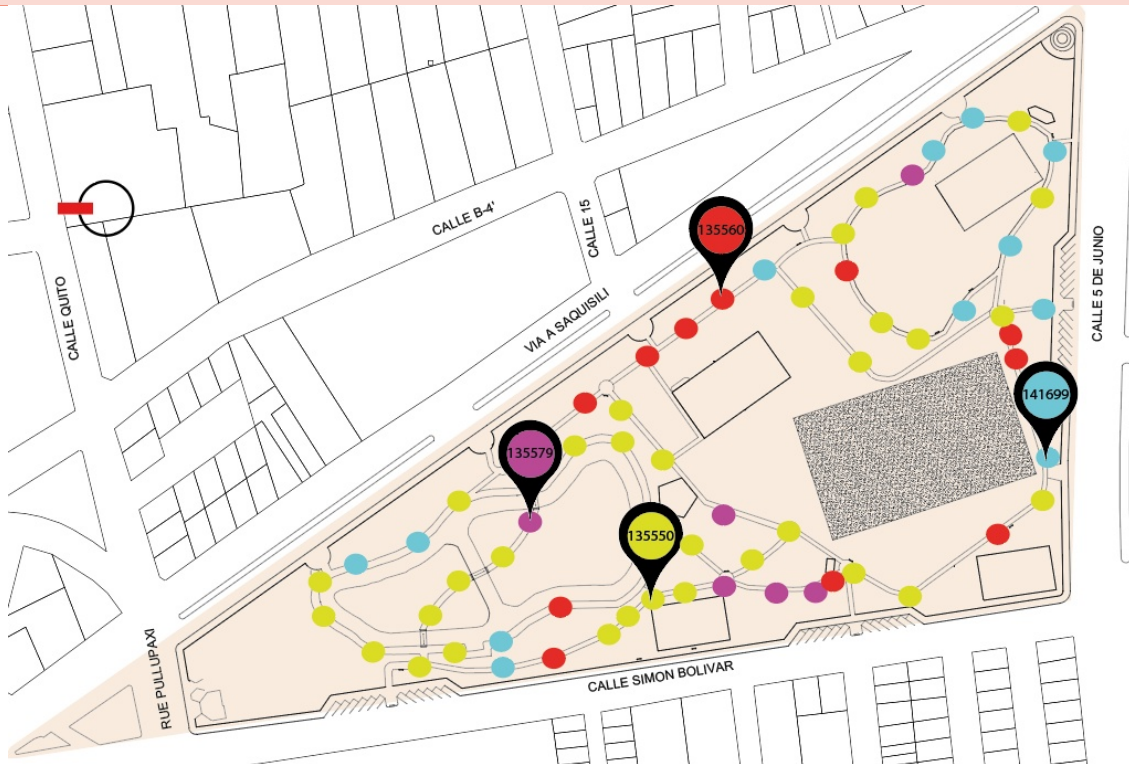 CALLE B-4'
CALLE 15
135560
CALLE QUITO
VIA A SAQUISILI
CALLE 5 DE JUNIO
141699
135579
135550
RUE PULLUPAXI
CALLE SIMON BOLIVAR